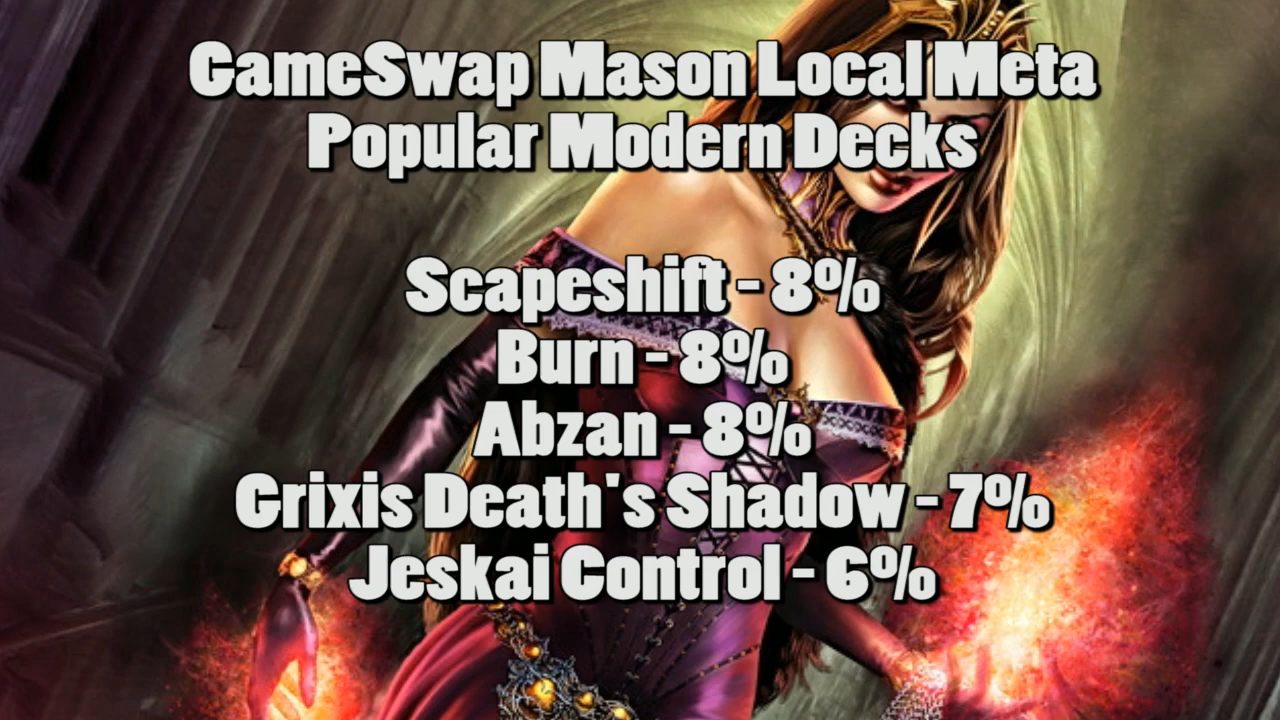 GameSwap Mason Local Meta
Popular Modern Decks
Scapeshift - 8%
Burn - 8%
Abzan - 8%
Grixis Death's Shadow - 7%
Jeskai Control - 6%